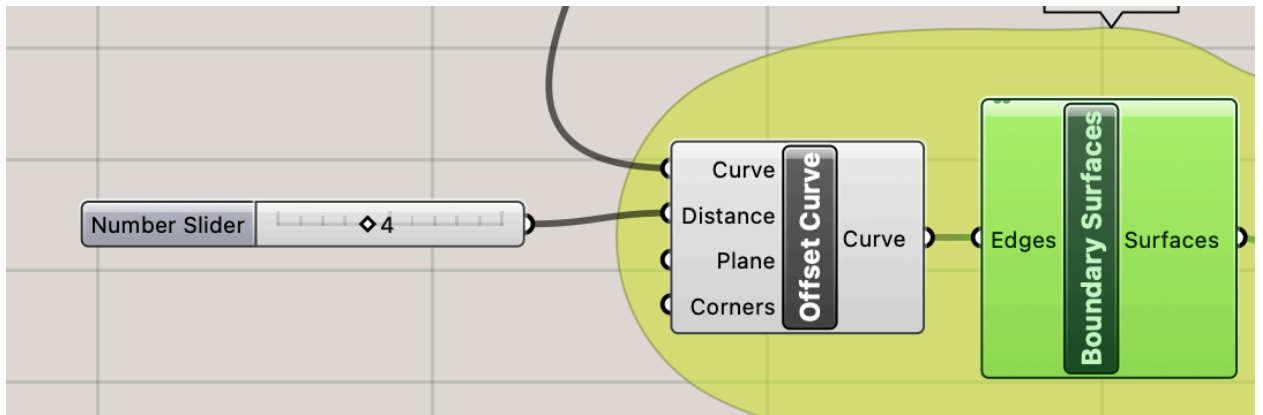 Number Slider
4
Curve
Distance
Plane
Corners
Offset Curve
Curve
Edges
Boundary Surfaces
Surfaces